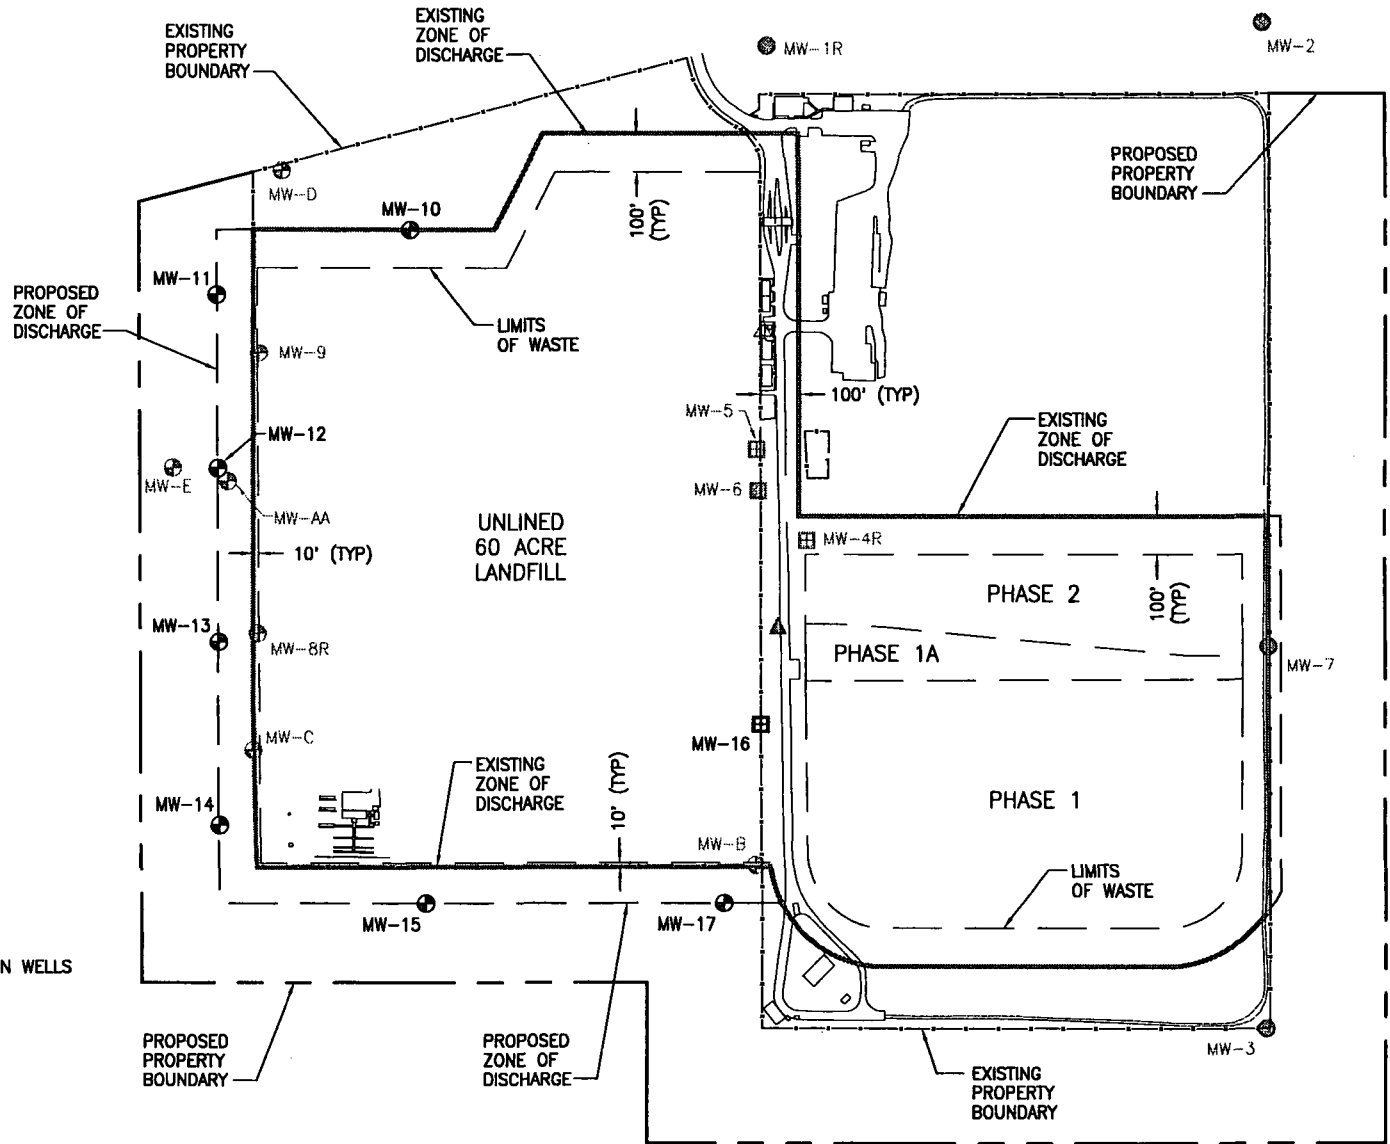 EXISTING
PROPERTY
BOUNDARY
EXISTING
ZONE OF
DISCHARGE
MW-1R
MW-2
MW-D
MW-10
100'
(TYP)
PROPOSED
PROPERTY
BOUNDARY
MW-11
PROPOSED
ZONE OF
DISCHARGE
LIMITS
OF WASTE
MW-9
100' (TYP)
MW-5
EXISTING
ZONE OF
DISCHARGE
MW-12
MW-E
MW-6
MW-AA
UNLINED
60 ACRE
LANDFILL
MW-4R
10' (TYP)
PHASE 2
100'
(TYP)
MW-13
MW-8R
PHASE 1A
MW-7
MW-C
MW-16
EXISTING
ZONE OF
DISCHARGE
10' (TYP)
PHASE 1
MW-14
MW-B
LIMITS
OF WASTE
MW-15
MW-17
N WELLS
PROPOSED
PROPERTY
BOUNDARY
PROPOSED
ZONE OF
DISCHARGE
MW-3
EXISTING
PROPERTY
BOUNDARY